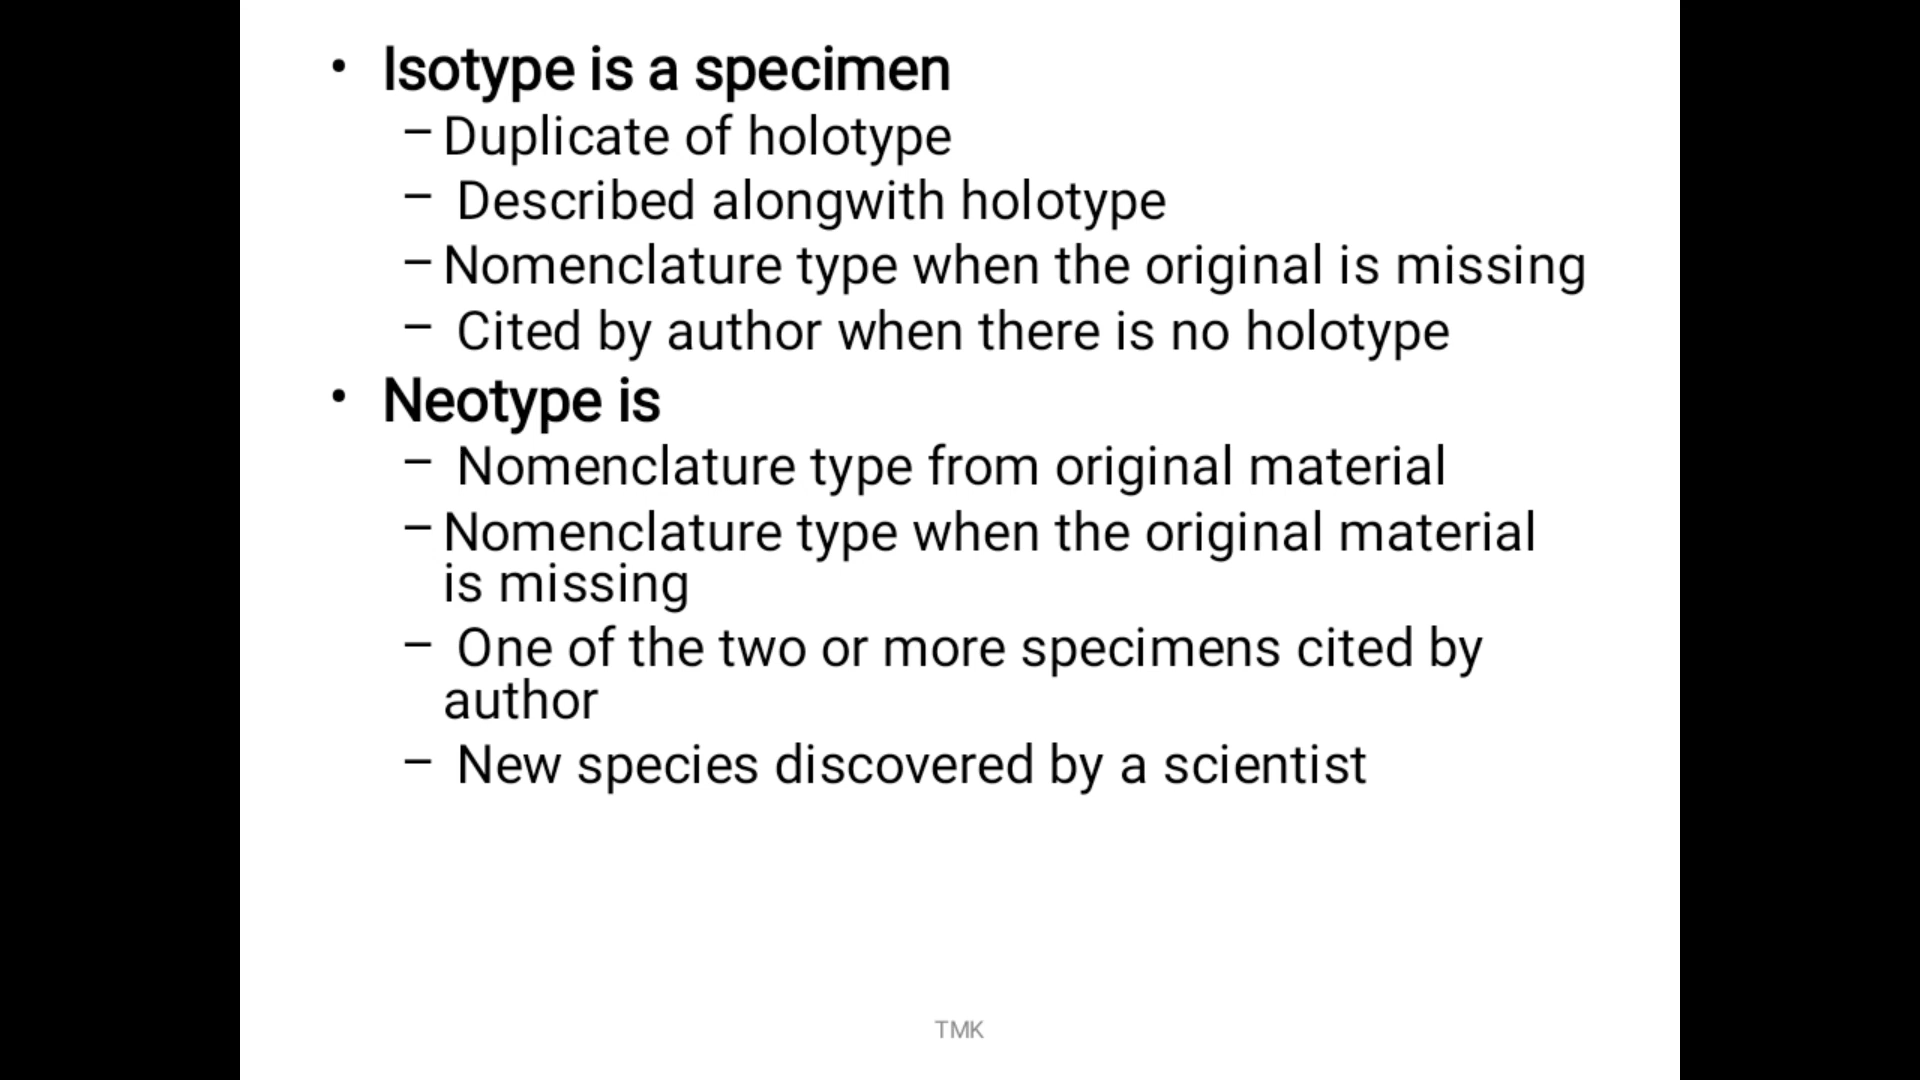 • Isotype is a specimen
– Duplicate of holotype
– Described alongwith holotype
– Nomenclature type when the original is missing
– Cited by author when there is no holotype
• Neotype is
– Nomenclature type from original material
– Nomenclature type when the original material
is missing
– One of the two or more specimens cited by
author
– New species discovered by a scientist
TMK